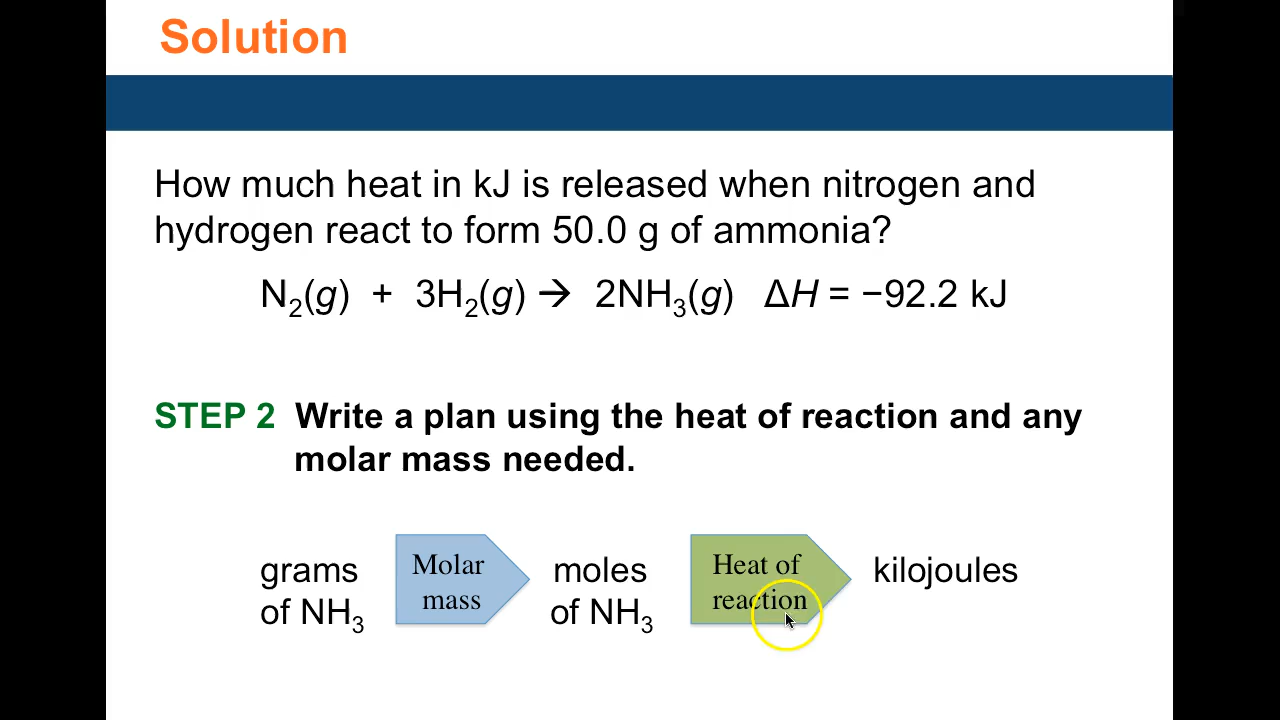 Solution
How much heat in kJ is released when nitrogen and
hydrogen react to form 50.0 g of ammonia?
N₂(g) + 3H₂(g) → 2NH₃(g) ΔH = −92.2 kJ
STEP 2 Write a plan using the heat of reaction and any
molar mass needed.
grams
of NH₃
Molar
mass
moles
of NH₃
Heat of
reaction
kilojoules